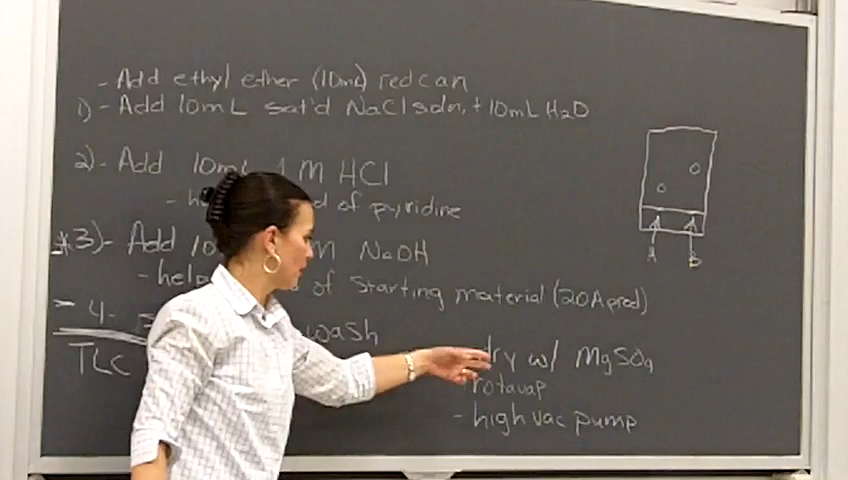 - Add ethyl ether (10mL) red can
1) - Add 10mL sat'd NaCl soln, + 10mL H2O
2) - Add 10mL 1 M HCl
- d of pyridine
*3) - Add 10 M NaOH
- help of starting material (20A pred)
- 4- wash
TLC
dry w/ MgSO4
rotavap
- high vac pump
A B